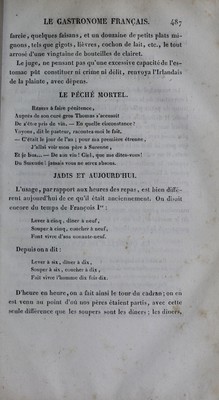 LE GASTRONOME FRANÇAIS. 487
farcie, quelques faisans, et un domaine de petits plats mi-
gnons, tels que gigots, lièvres, cochon de lait, etc., le tout
arrosé d'une vingtaine de bouteilles de clairet.
Le juge, ne pensant pas qu'une excessive capacité de l'es-
tomac pût constituer ni crime ni délit, renvoya l'Irlandais
de la plainte, avec dépens.
LE PÉCHÉ MORTEL.
Auprès de son curé gros Thomas s'accusait
De s'être pris de vin. — En quelle circonstance ?
Voyons, dit le pasteur, racontez-moi le fait.
— C'était le jour de l'an ; pour ma première étrenne,
J'allai voir mon père à Suresne ,
Et je bus... — De son vin ! Ciel, que me dites-vous!
Du Suresne ! jamais vous ne serez absous.
JADIS ET AUJOURD'HUI.
L'usage, par rapport aux heures des repas, est bien diffé-
rent aujourd'hui de ce qu'il était anciennement. On disait
encore du temps de François Ier :
Lever à cinq , dîner à neuf,
Souper à cinq, coucher à neuf,
Font vivre d'ans nonante-neuf.
Depuis on a dit :
Lever à six , dîner à dix ,
Souper à six , coucher à dix ,
Fait vivre l'homme dix fois dix.
D'heure en heure, on a fait ainsi le tour du cadran ; on en
est venu au point d'où nos pères étaient partis, avec cette
seule différence que les soupers sont les dîners ; les dîners,